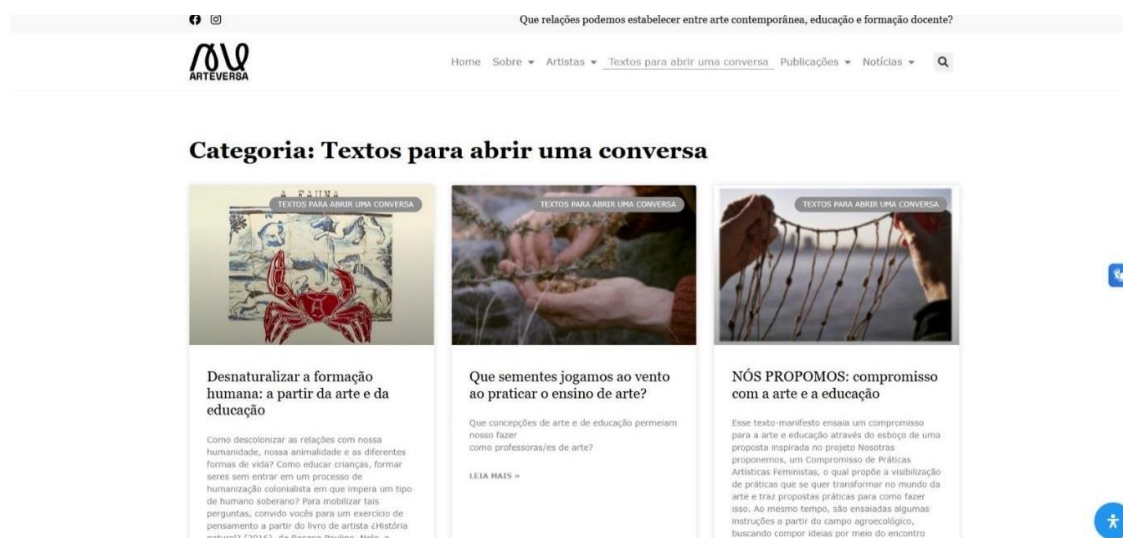 Que relações podemos estabelecer entre arte contemporânea, educação e formação docente?
ARTEVERSA
Home Sobre Artistas Textos para abrir uma conversa Publicações Notícias
Categoria: Textos para abrir uma conversa
A FAUNA
TEXTOS PARA ABRIR UMA CONVERSA
Desnaturalizar a formação
humana: a partir da arte e da
educação
Como descolonizar as relações com nossa
humanidade, nossa animalidade e as diferentes
formas de vida? Como educar crianças, formar
seres sem entrar em um processo de
humanização colonialista em que impera um tipo
de humano soberano? Para mobilizar tais
perguntas, convido vocês para um exercício de
pensamento a partir do livro de artista ¿História
natural? (2016), de Rosana Paulino. Nele, a
TEXTOS PARA ABRIR UMA CONVERSA
Que sementes jogamos ao vento
ao praticar o ensino de arte?
Que concepções de arte e de educação permeiam
nosso fazer
como professoras/es de arte?
LEIA MAIS »
TEXTOS PARA ABRIR UMA CONVERSA
NÓS PROPOMOS: compromisso
com a arte e a educação
Esse texto-manifesto ensaia um compromisso
para a arte e educação através do esboço de uma
proposta inspirada no projeto Nosotras
proponemos, um Compromiso de Práticas
Artísticas Feministas, o qual propõe a visibilização
de práticas que se quer transformar no mundo da
arte e traz propostas práticas para como fazer
isso. Ao mesmo tempo, são ensaiadas algumas
instruções a partir do campo agroecológico,
buscando compor ideias por meio do encontro